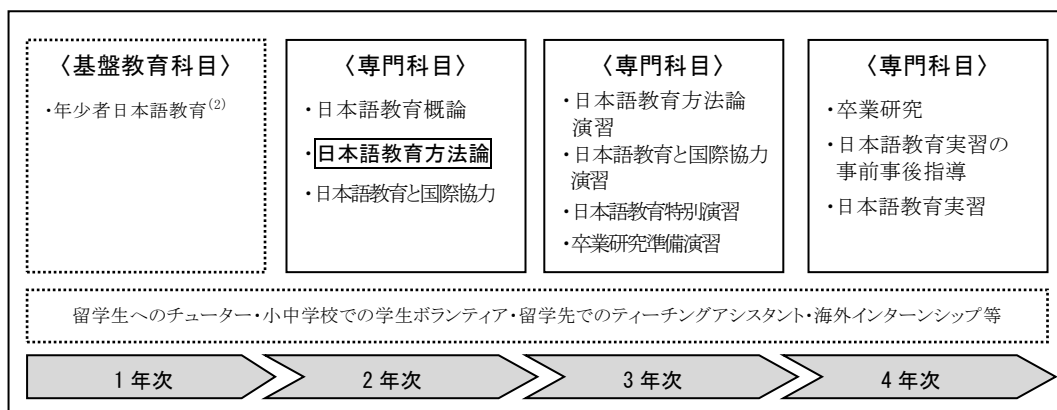 〈基盤教育科目〉
・年少者日本語教育(2)
〈専門科目〉
・日本語教育概論
・日本語教育方法論
・日本語教育と国際協力
〈専門科目〉
・日本語教育方法論
演習
・日本語教育と国際協力
演習
・日本語教育特別演習
・卒業研究準備演習
〈専門科目〉
・卒業研究
・日本語教育実習の
事前事後指導
・日本語教育実習
留学生へのチューター・小中学校での学生ボランティア・留学先でのティーチングアシスタント・海外インターンシップ等
1 年次
2 年次
3 年次
4 年次